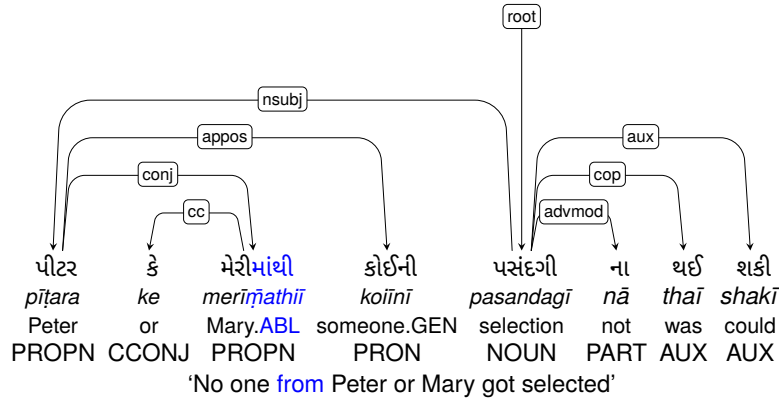 root
nsubj
appos aux
conj cop
cc advmod
પીટર કે મેરીમાંથી કોઈની પસંદગી ના થઈ શકી
pīṭara ke merīm̐athiī koiīnī pasandagī nā thaī shakī
Peter or Mary.ABL someone.GEN selection not was could
PROPN CCONJ PROPN PRON NOUN PART AUX AUX
‘No one from Peter or Mary got selected’